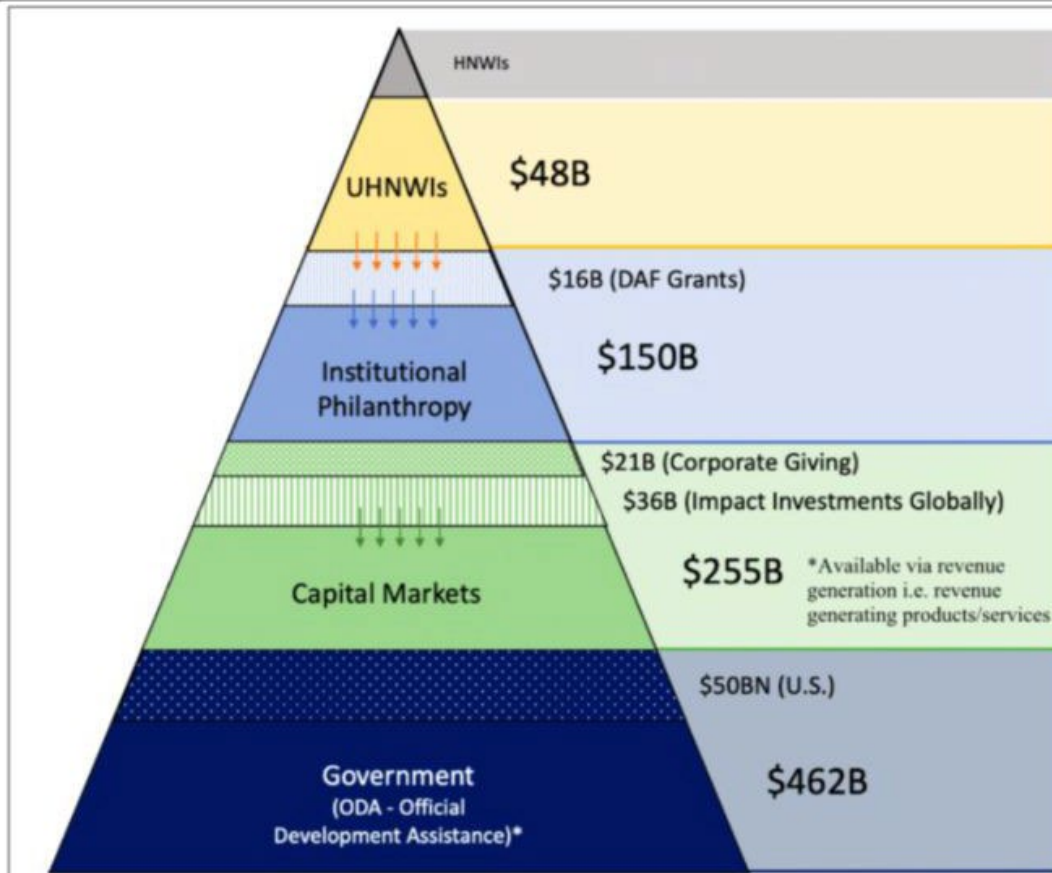 HNWIs
UHNWIs
$48B
$16B (DAF Grants)
$150B
Institutional
Philanthropy
$21B (Corporate Giving)
$36B (Impact Investments Globally)
$255B
*Available via revenue
generation i.e. revenue
generating products/services
Capital Markets
$50BN (U.S.)
$462B
Government
(ODA - Official
Development Assistance)*